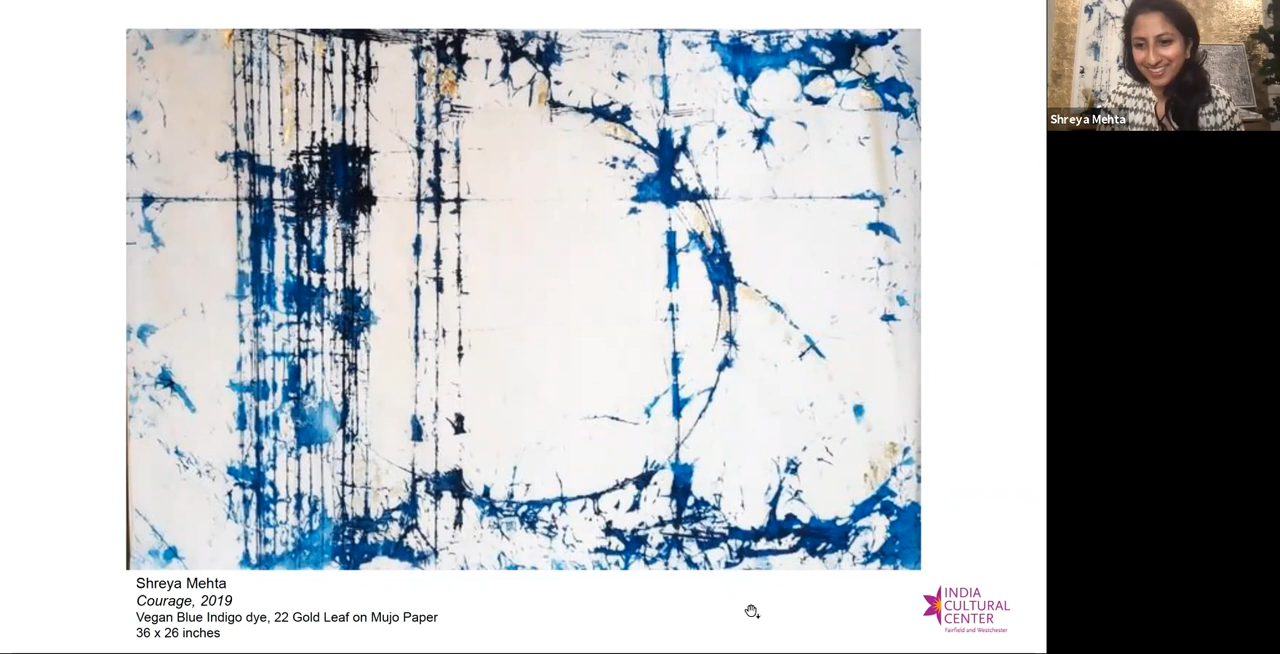 Shreya Mehta
Shreya Mehta
Courage, 2019
Vegan Blue Indigo dye, 22 Gold Leaf on Mujo Paper
36 x 26 inches
INDIA
CULTURAL
CENTER
Fairfield and Westchester